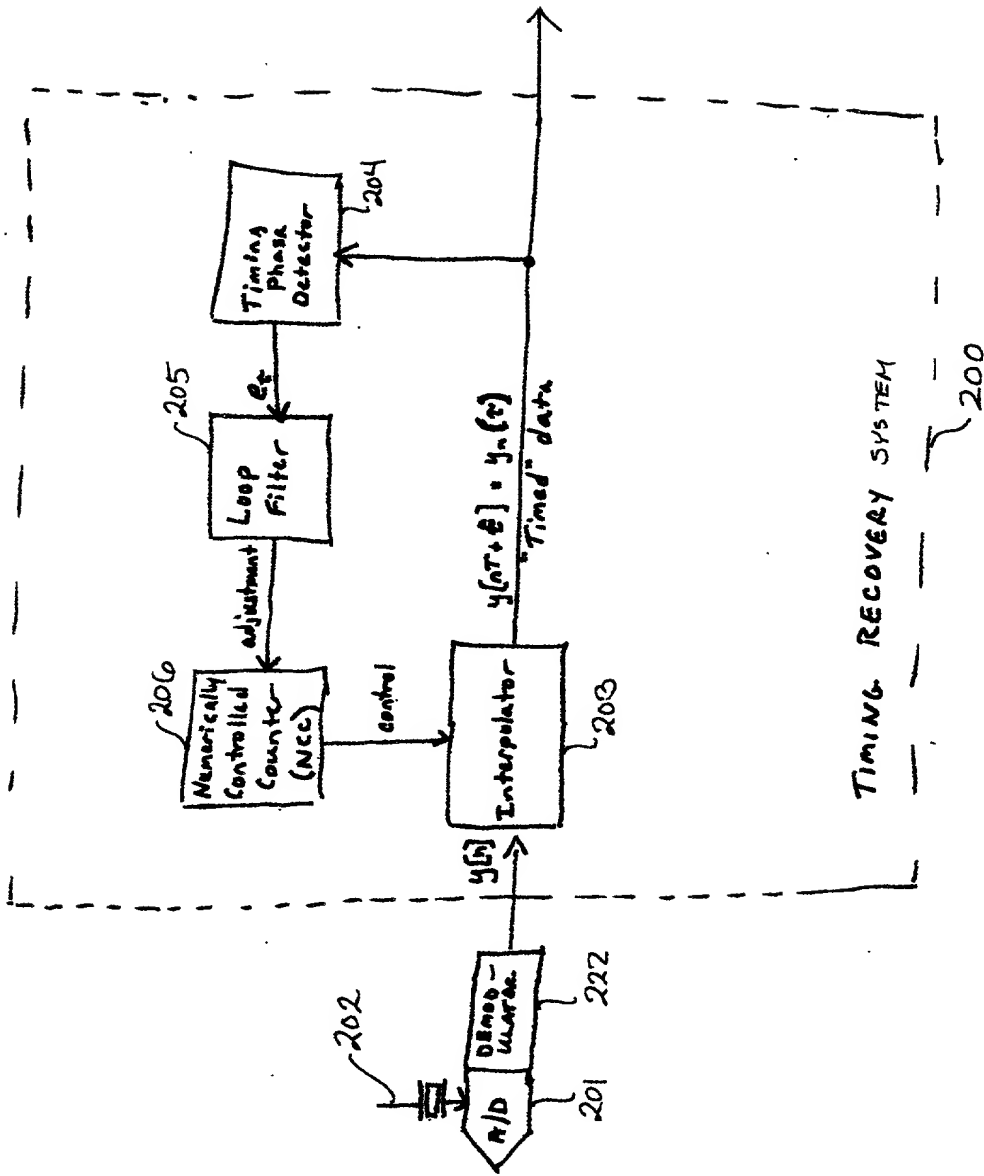 202
A/D
201
DEMOD-
ULATOR
222
y[n]
Interpolator
203
control
Numerically
Controlled
Counter
(NCC)
206
adjustment
Loop
Filter
205
eτ
Timing
Phase
Detector
204
y[nT+τ̂] = yn(τ)
"Timed" data
TIMING RECOVERY SYSTEM
200